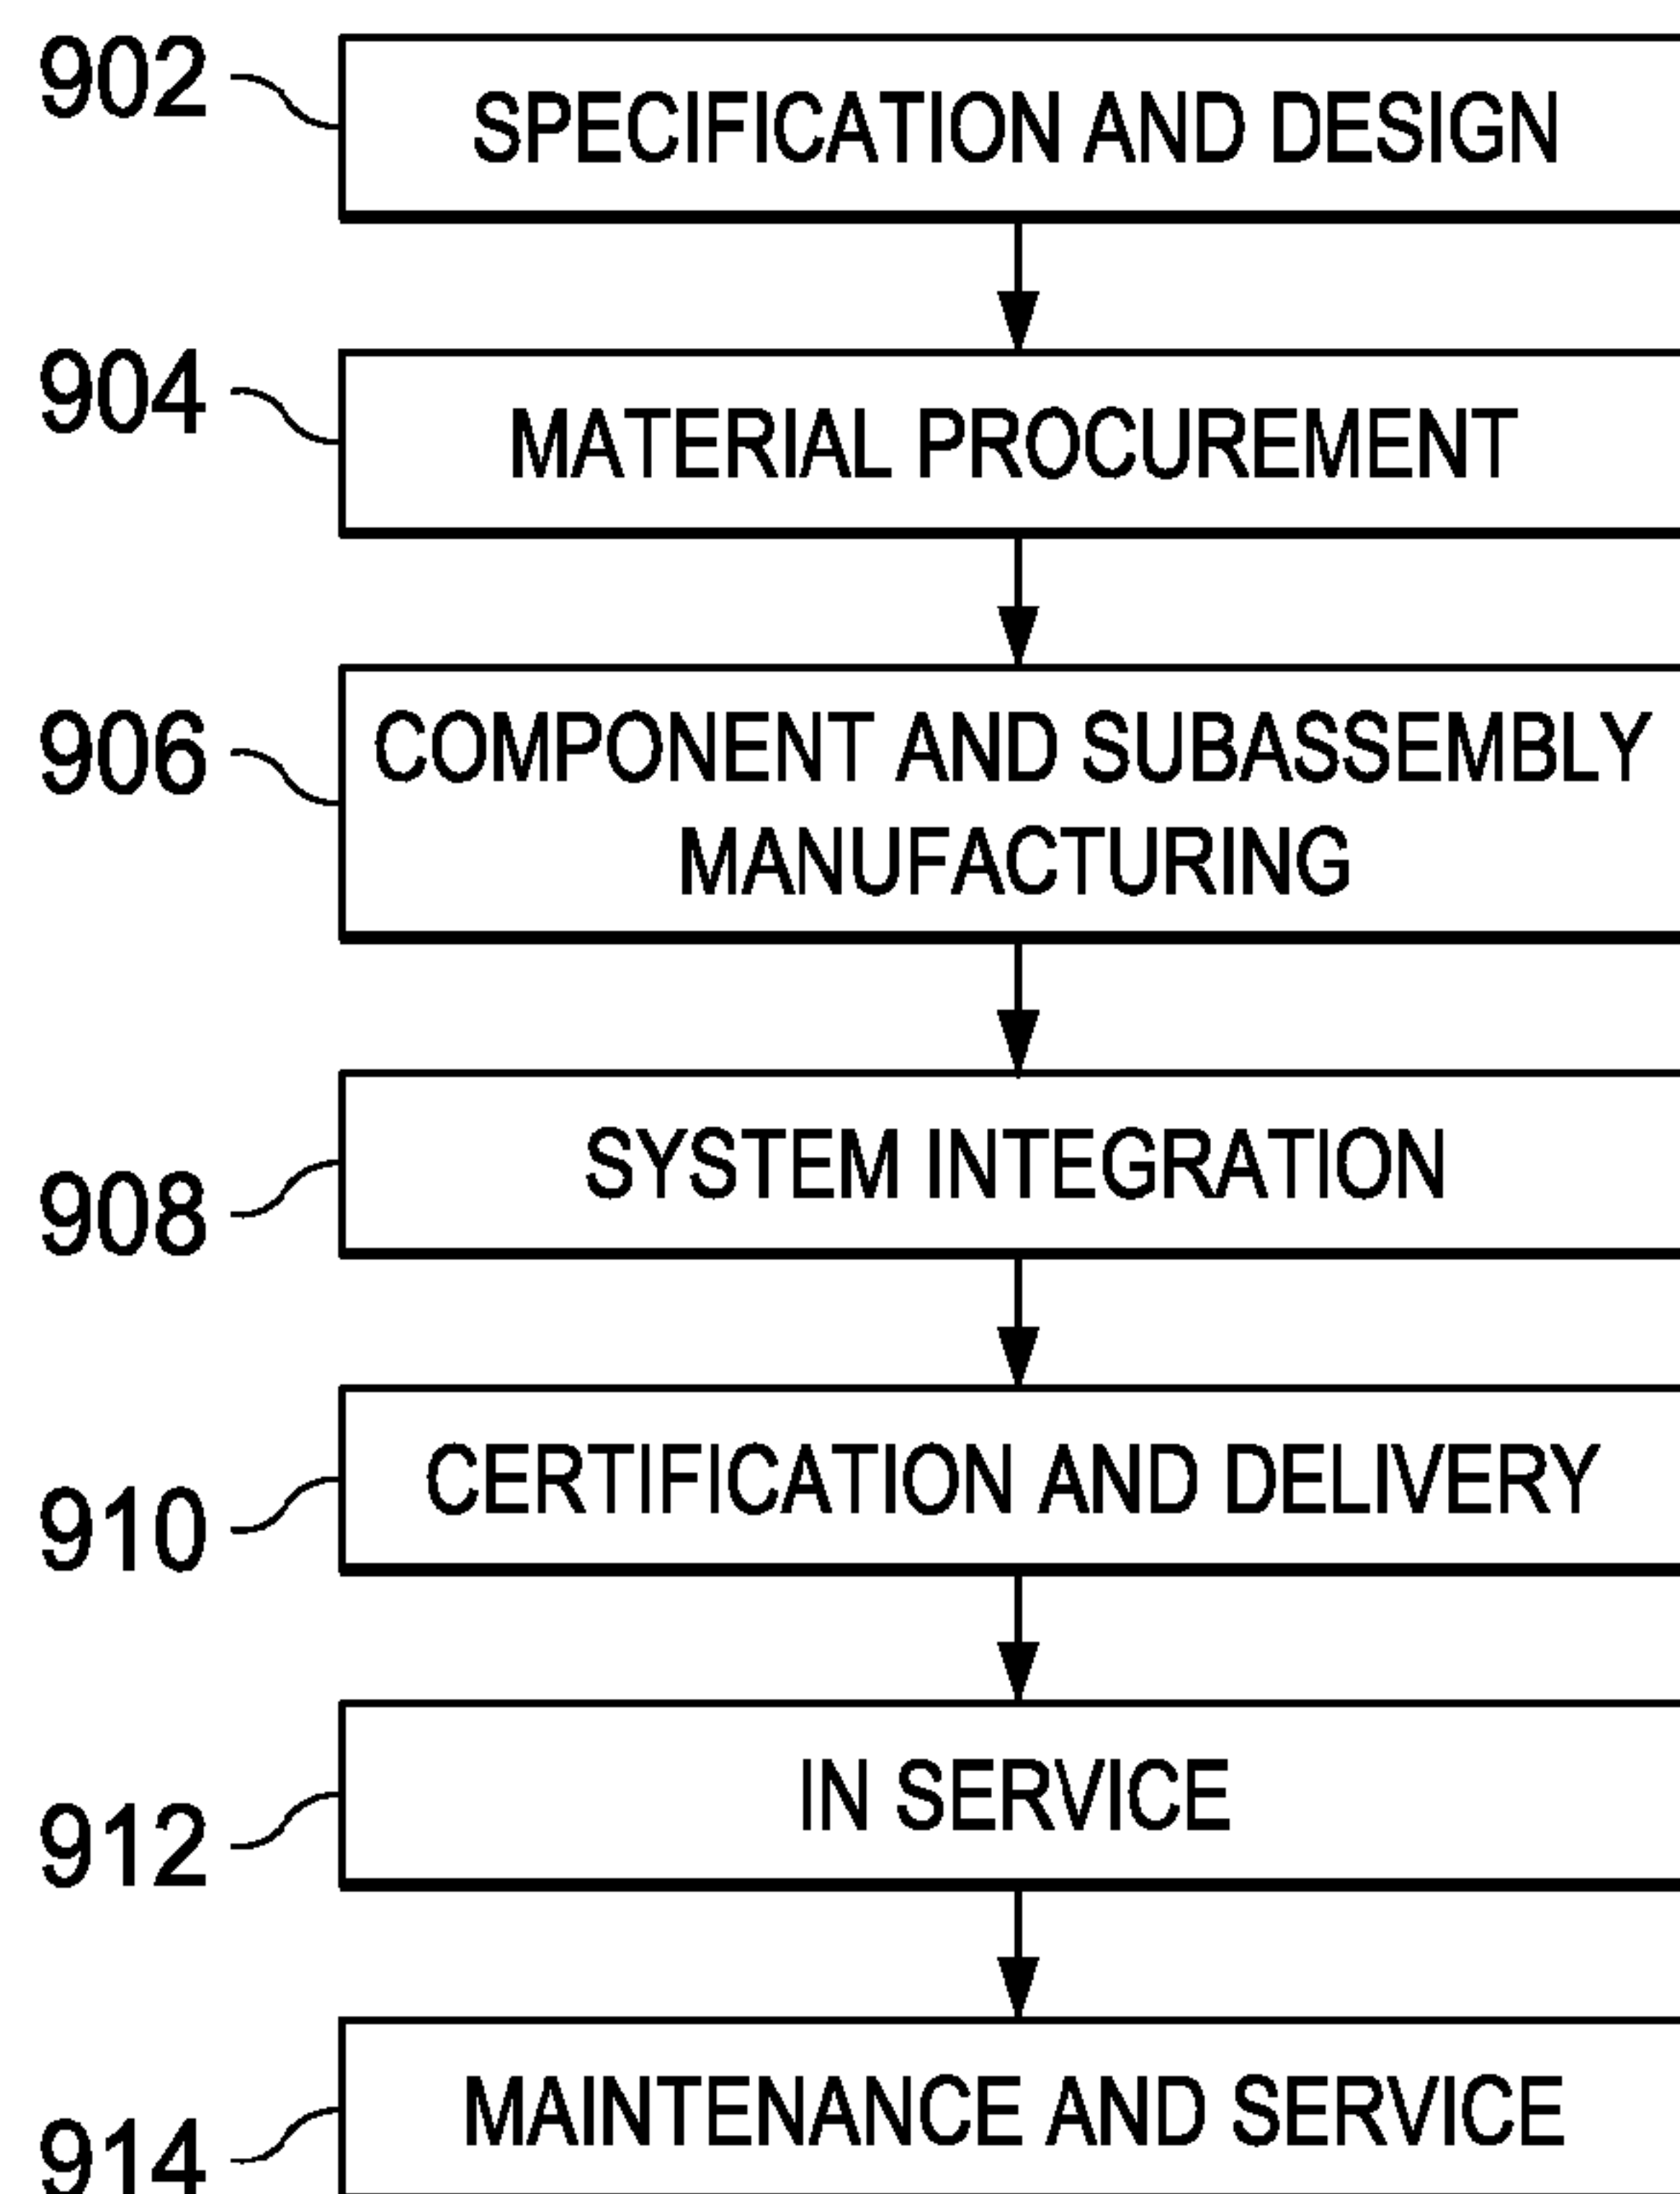 902
SPECIFICATION AND DESIGN
904
MATERIAL PROCUREMENT
906
COMPONENT AND SUBASSEMBLY
MANUFACTURING
908
SYSTEM INTEGRATION
910
CERTIFICATION AND DELIVERY
912
IN SERVICE
914
MAINTENANCE AND SERVICE